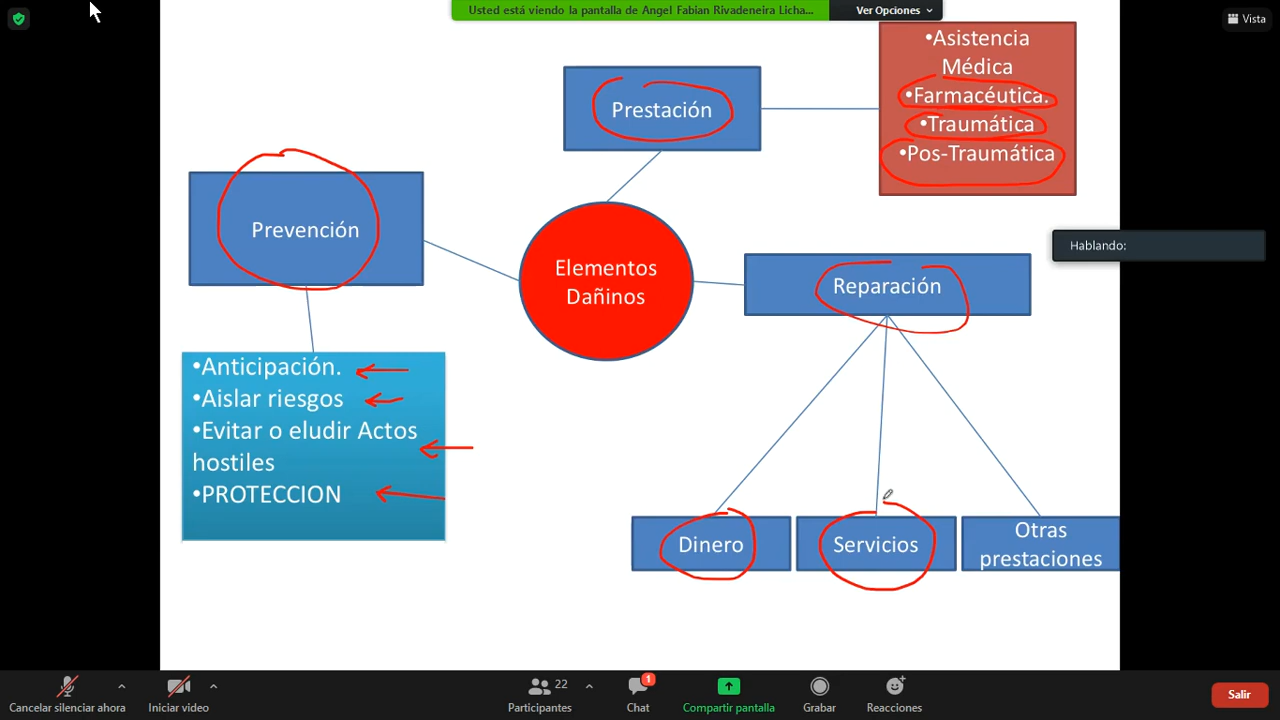 Usted está viendo la pantalla de Angel Fabian Rivadeneira Licha...
Ver Opciones
Vista
Prestación
•Asistencia
Médica
•Farmacéutica.
•Traumática
•Pos-Traumática
Prevención
Elementos
Dañinos
Hablando:
Reparación
•Anticipación.
•Aislar riesgos
•Evitar o eludir Actos
hostiles
•PROTECCION
Dinero
Servicios
Otras
prestaciones
Cancelar silenciar ahora
Iniciar video
22
Participantes
1
Chat
Compartir pantalla
Grabar
Reacciones
Salir